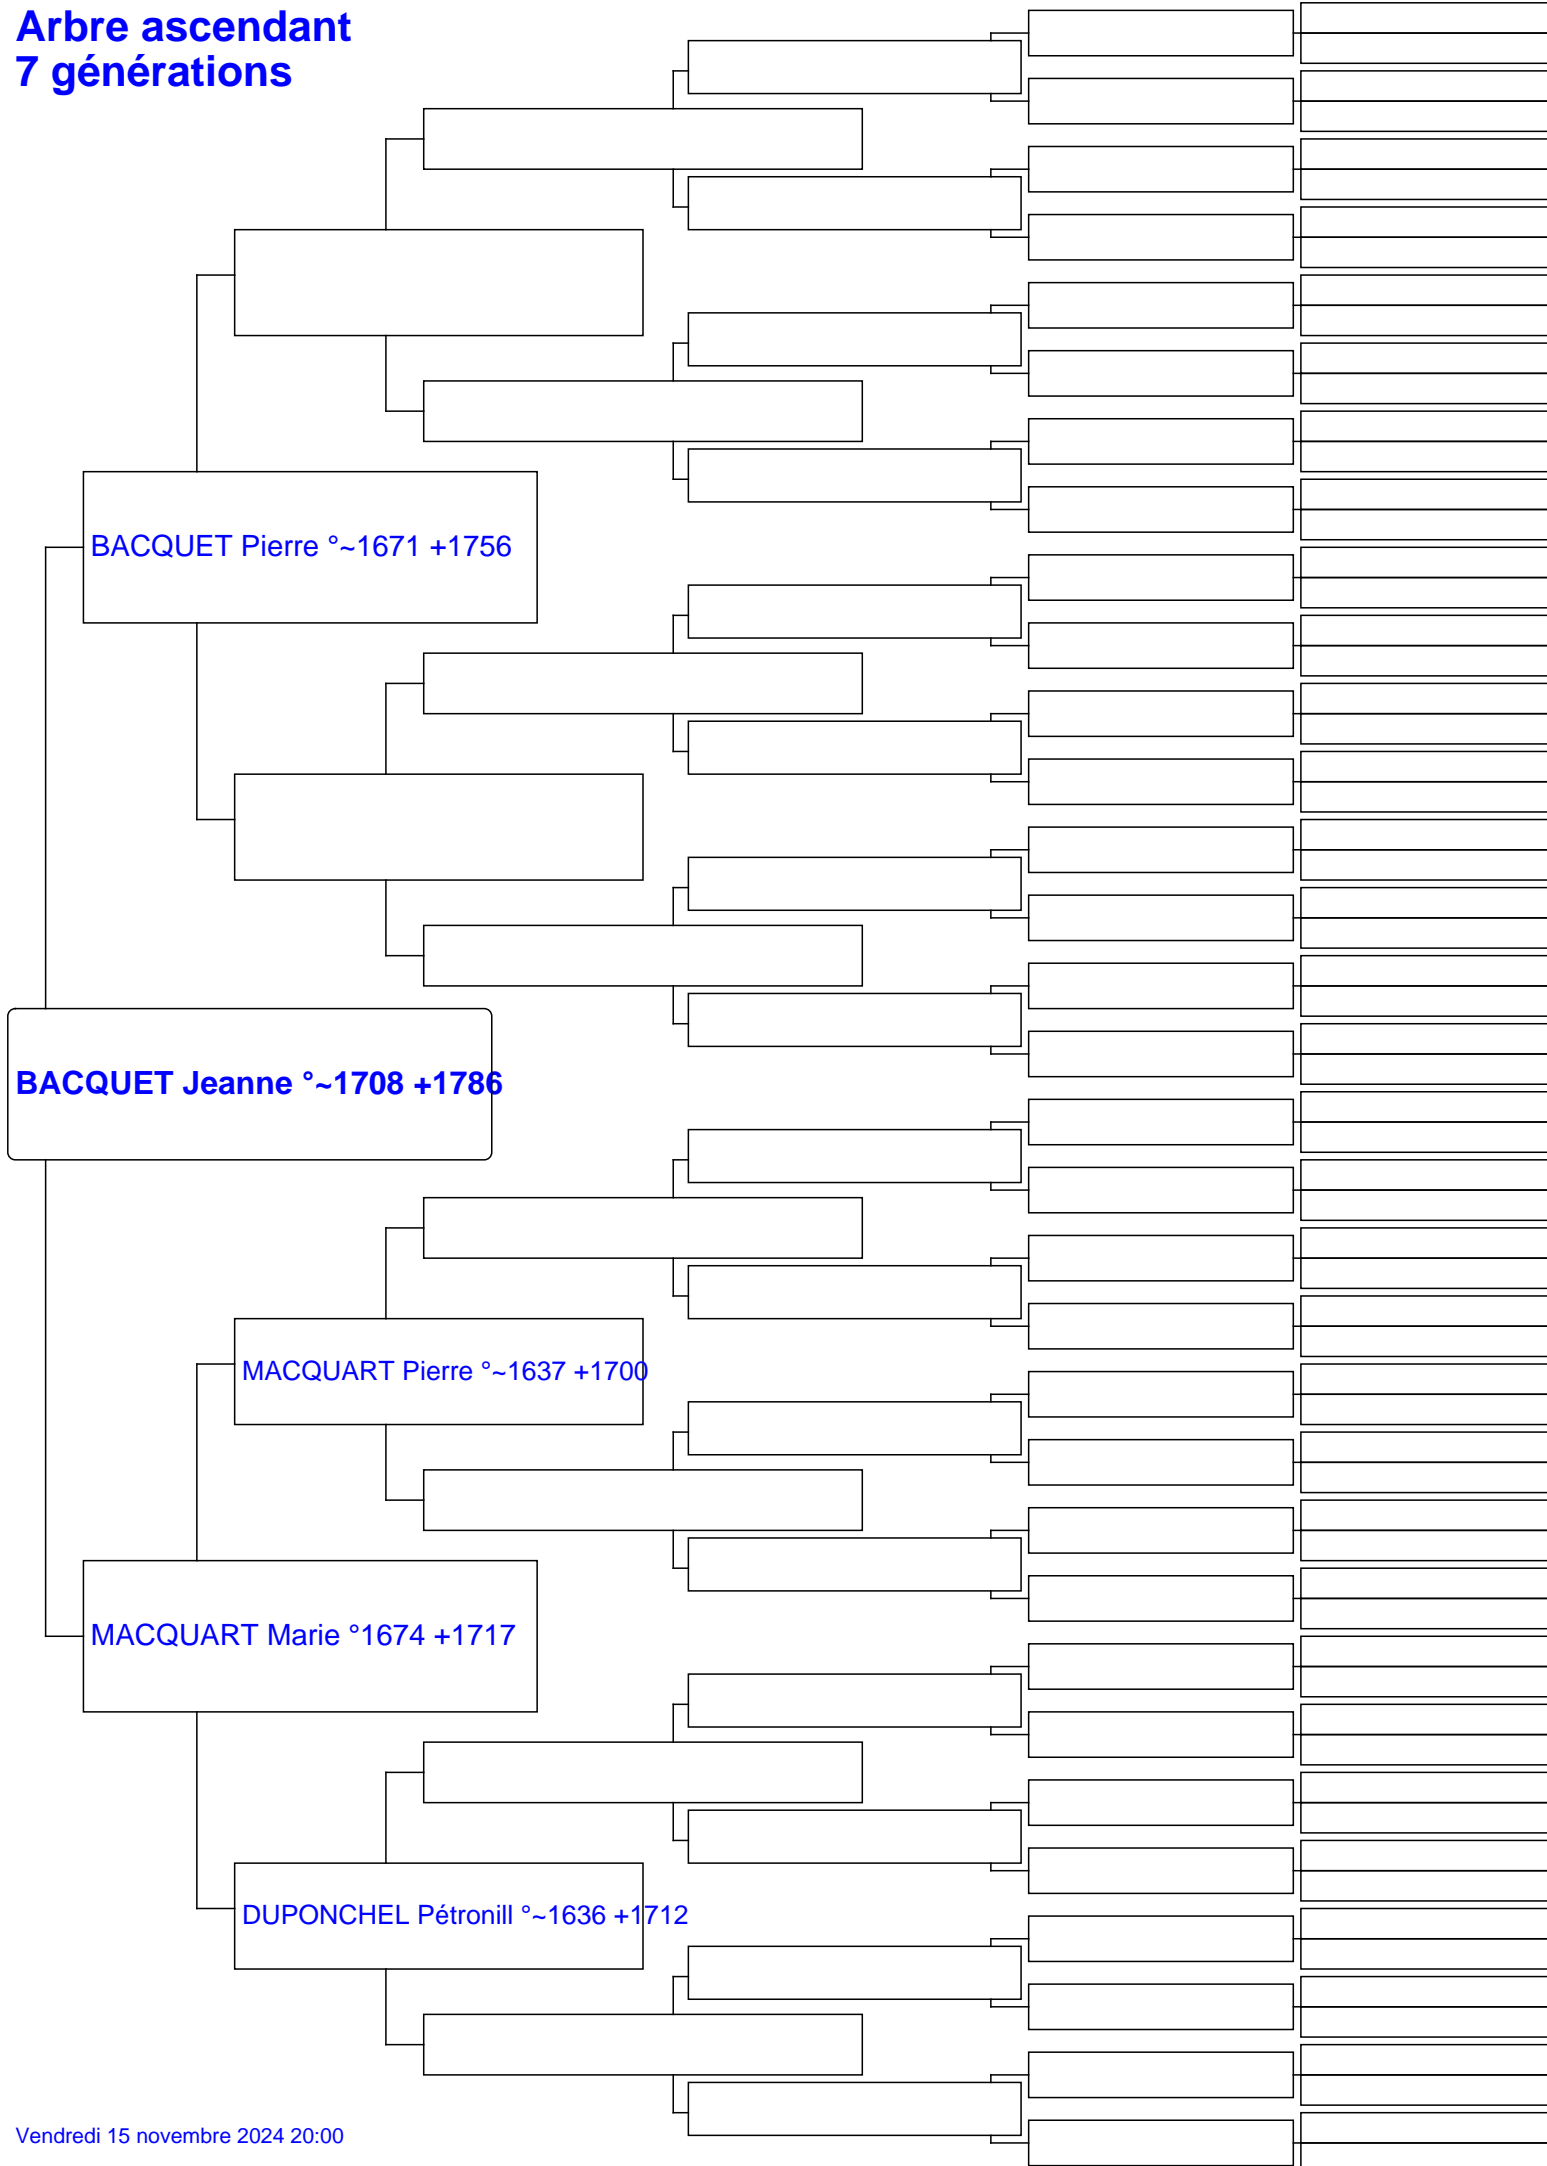 Arbre ascendant
7 générations
BACQUET Pierre °~1671 +1756
BACQUET Jeanne °~1708 +1786
MACQUART Pierre °~1637 +1700
MACQUART Marie °1674 +1717
DUPONCHEL Pétronill °~1636 +1712
Vendredi 15 novembre 2024 20:00